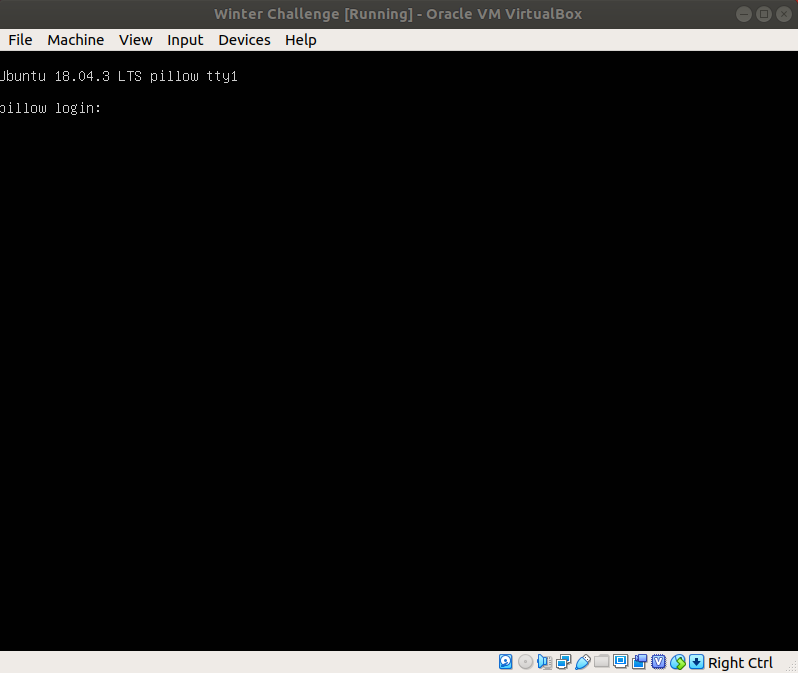 Winter Challenge [Running] - Oracle VM VirtualBox
File Machine View Input Devices Help
Ubuntu 18.04.3 LTS pillow tty1
pillow login:
Right Ctrl